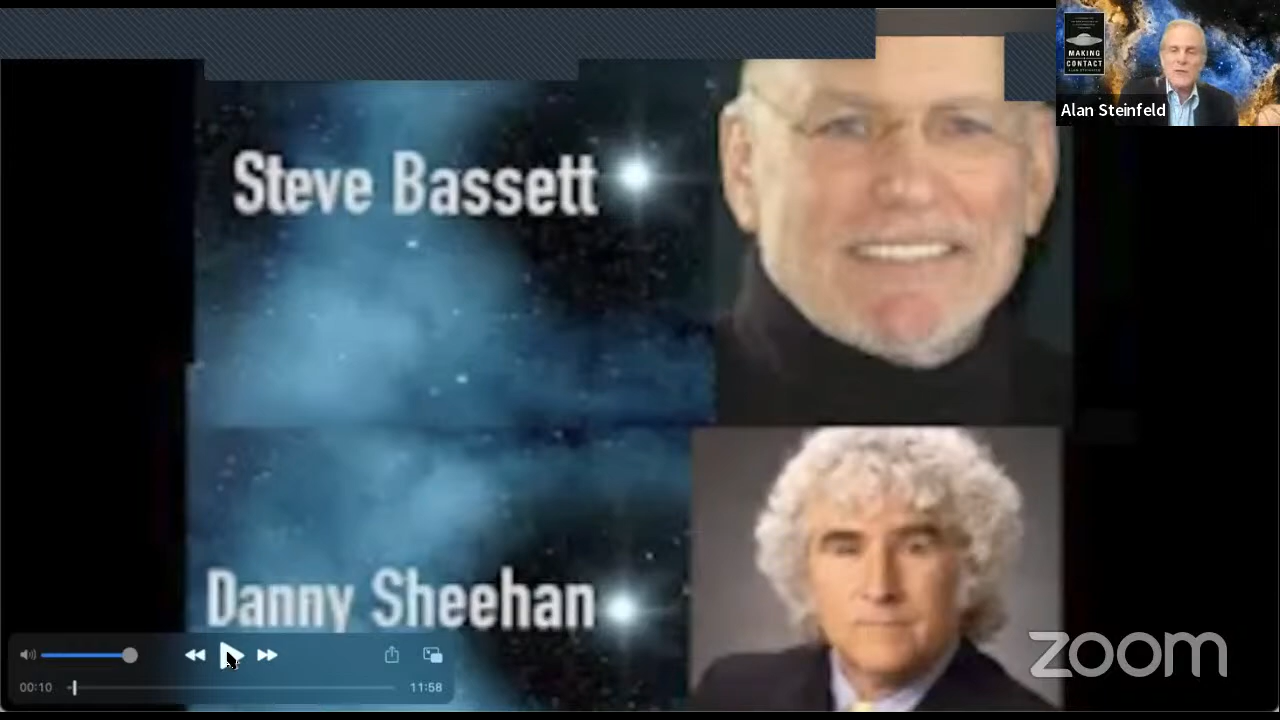 MAKING
CONTACT
Alan Steinfeld
Steve Bassett
Danny Sheehan
00:10
11:58
zoom